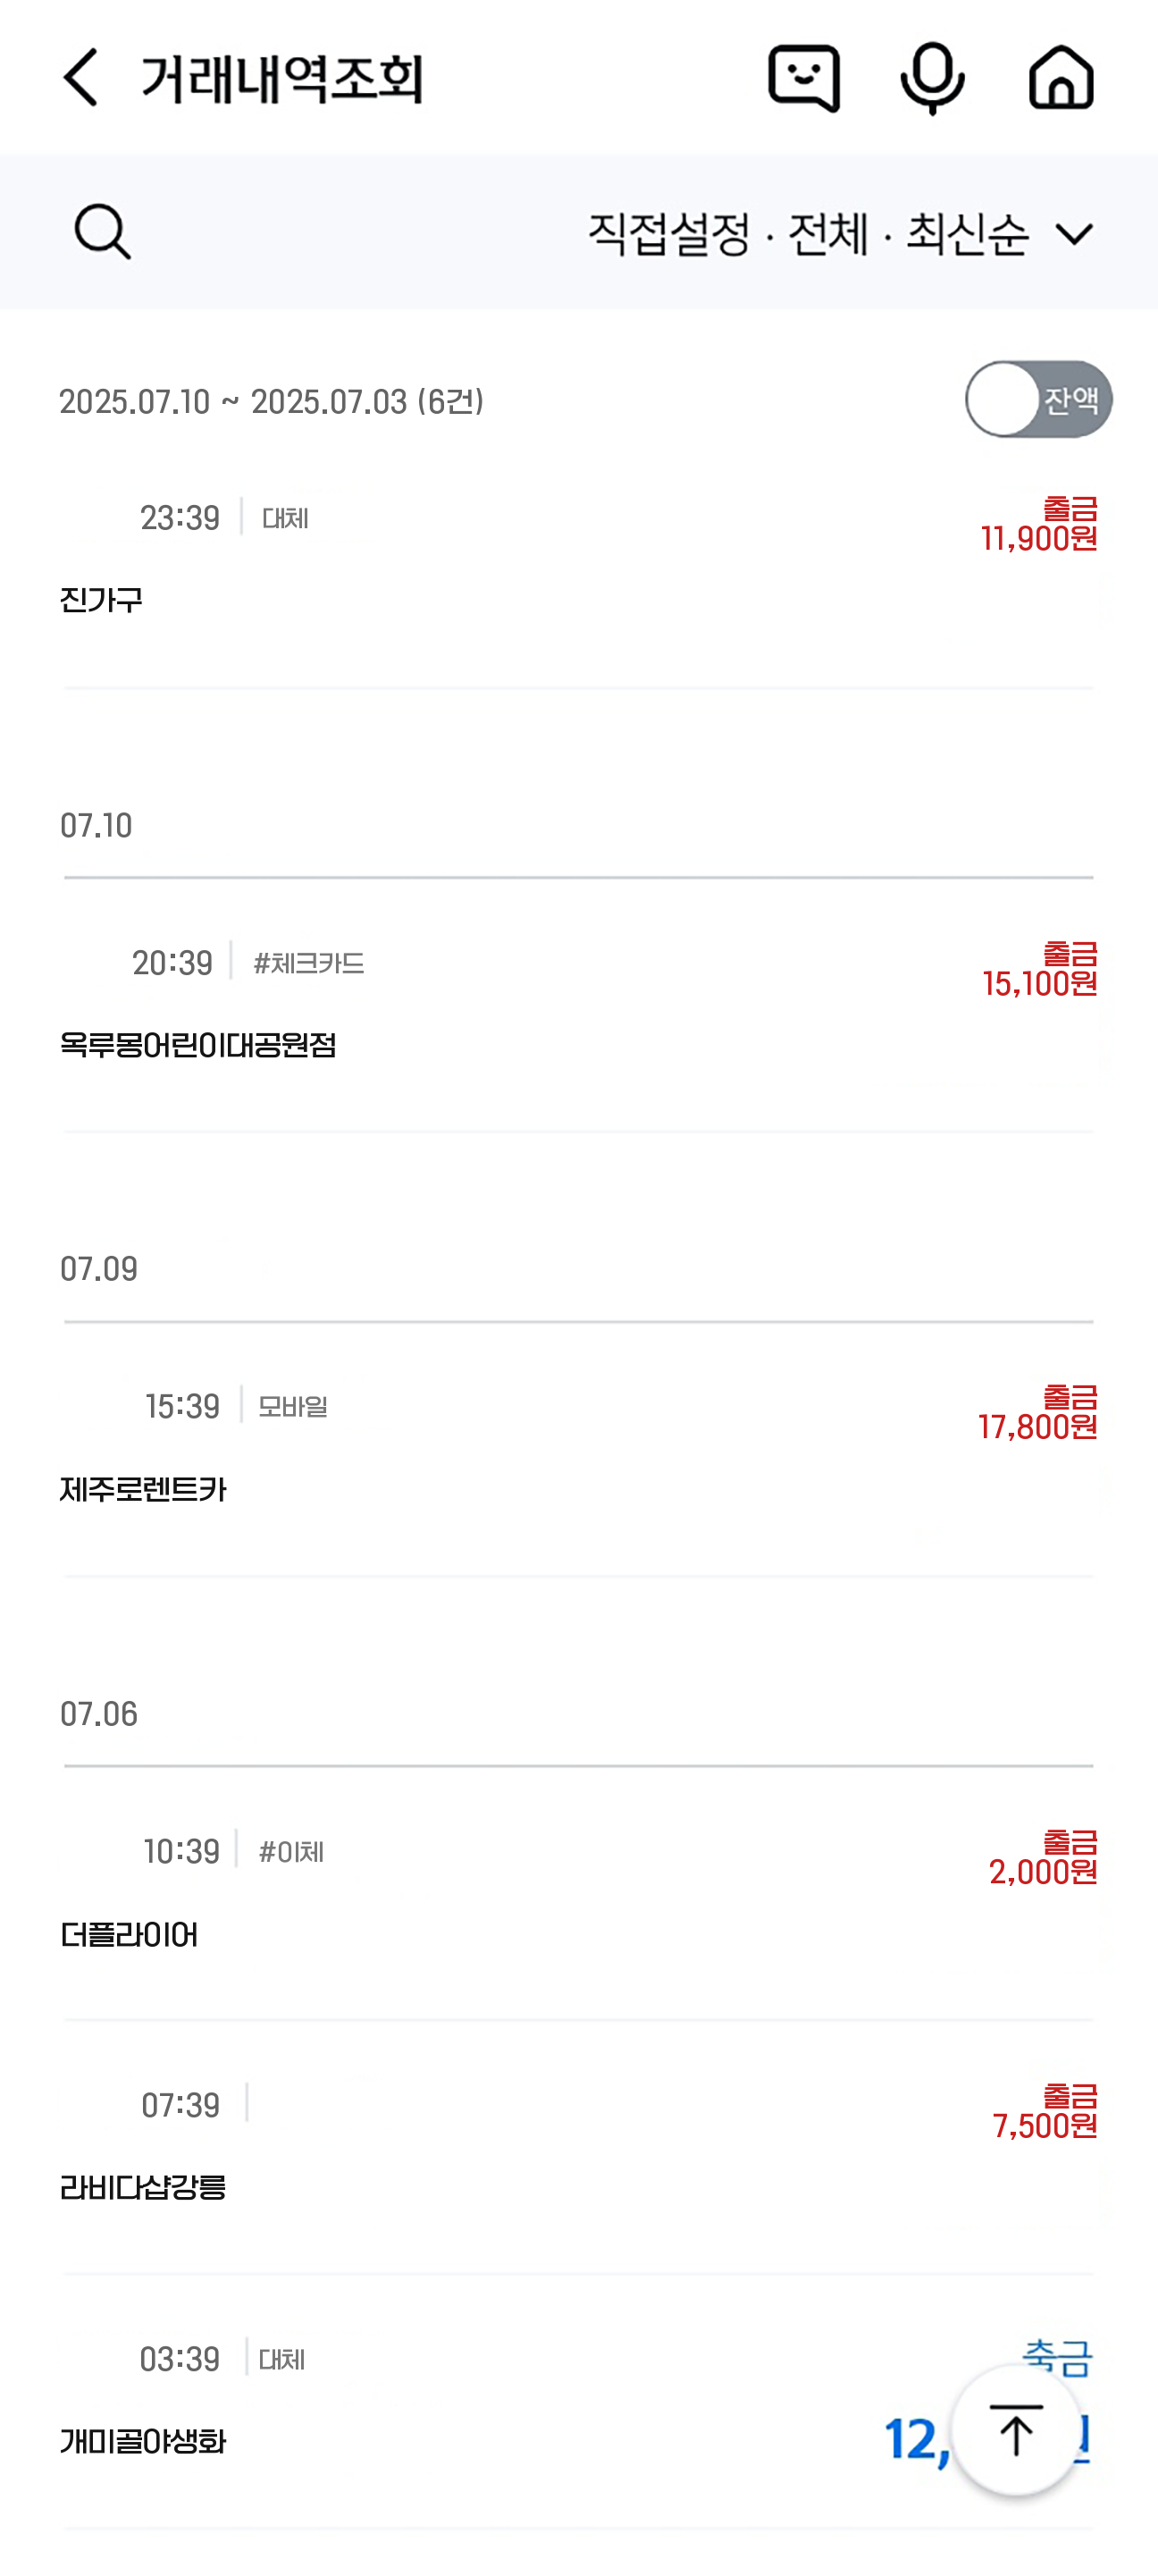 거래내역조회
직접설정 · 전체 · 최신순
2025.07.10 ~ 2025.07.03 (6건)
잔액
23:39 대체
출금
11,900원
진가구
07.10
20:39 #체크카드
출금
15,100원
옥루몽어린이대공원점
07.09
15:39 모바일
출금
17,800원
제주로렌트카
07.06
10:39 #이체
출금
2,000원
더플라이어
07:39
출금
7,500원
라비다샵강릉
03:39 대체
개미골야생화
12,